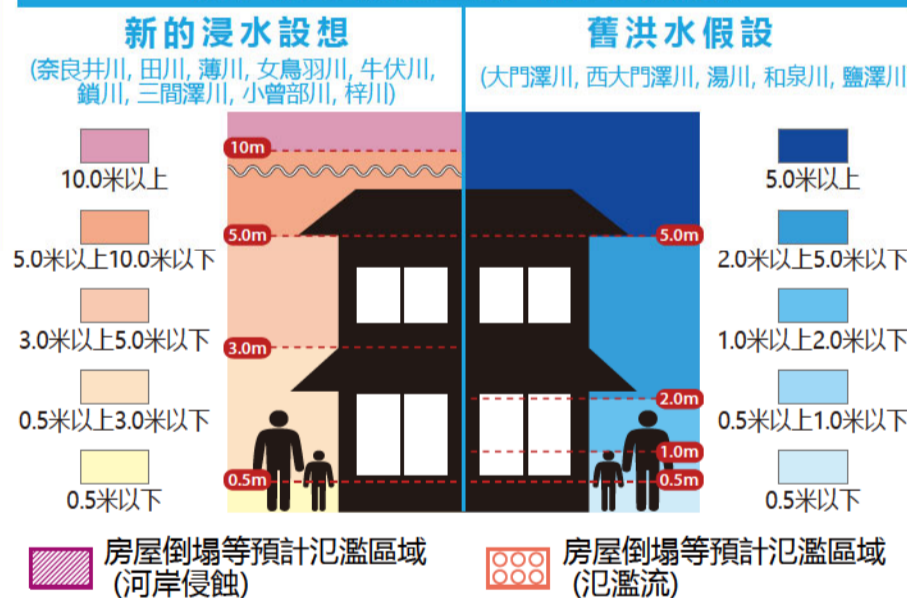 新的浸水設想
(奈良井川, 田川, 薄川, 女鳥羽川, 牛伏川,
鎖川, 三間澤川, 小曾部川, 梓川)
10.0米以上
5.0米以上10.0米以下
3.0米以上5.0米以下
0.5米以上3.0米以下
0.5米以下
10m
5.0m
3.0m
0.5m
舊洪水假設
(大門澤川, 西大門澤川, 湯川, 和泉川, 鹽澤川
5.0m
2.0m
1.0m
0.5m
5.0米以上
2.0米以上5.0米以下
1.0米以上2.0米以下
0.5米以上1.0米以下
0.5米以下
房屋倒塌等預計氾濫區域
(河岸侵蝕)
房屋倒塌等預計氾濫區域
(氾濫流)